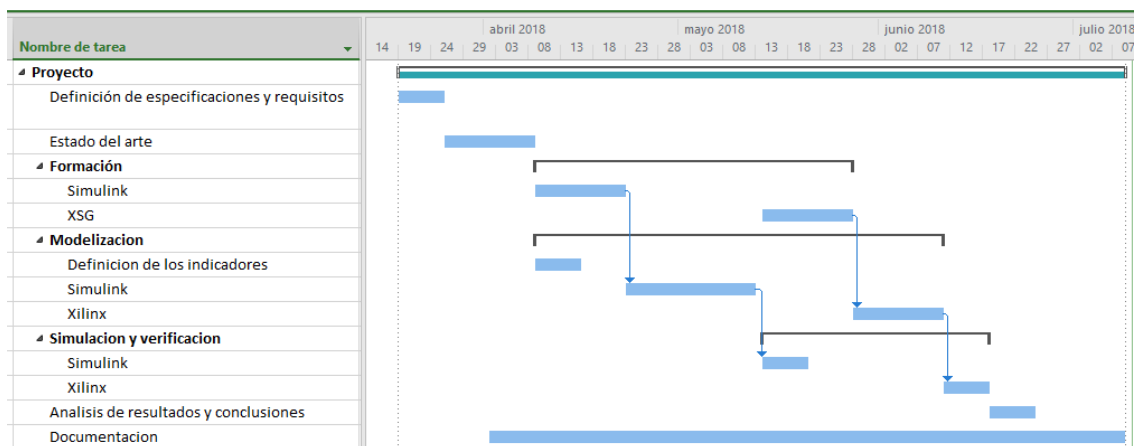 abril 2018 mayo 2018 junio 2018 julio 2018
Nombre de tarea 14 19 24 29 03 08 13 18 23 28 03 08 13 18 23 28 02 07 12 17 22 27 02 07
Proyecto
Definición de especificaciones y requisitos
Estado del arte
Formación
Simulink
XSG
Modelizacion
Definicion de los indicadores
Simulink
Xilinx
Simulacion y verificacion
Simulink
Xilinx
Analisis de resultados y conclusiones
Documentacion